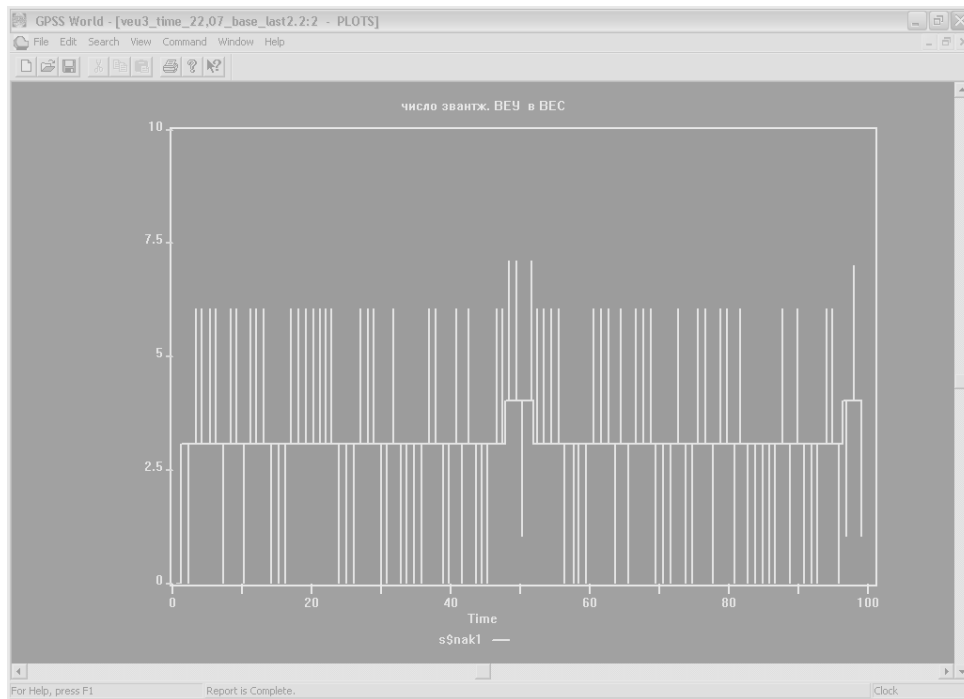 GPSS World - [veu3_time_22,07_base_last2.2:2 - PLOTS]
File Edit Search View Command Window Help
число звантж. ВЕУ в ВЕС
10
7.5
5
2.5
0
0 20 40 60 80 100
Time
s$nak1
For Help, press F1 Report is Complete. Clock